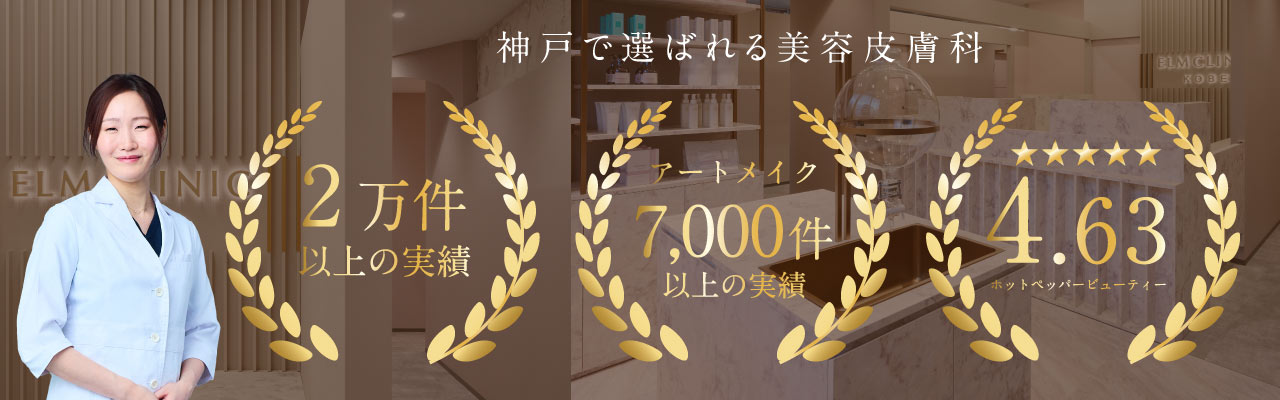 神戸で選ばれる美容皮膚科
ELMCLINIC
KOBE
ELMCLINIC
2万件
以上の実績
アートメイク
7,000件
以上の実績
★★★★★
4.63
ホットペッパービューティー